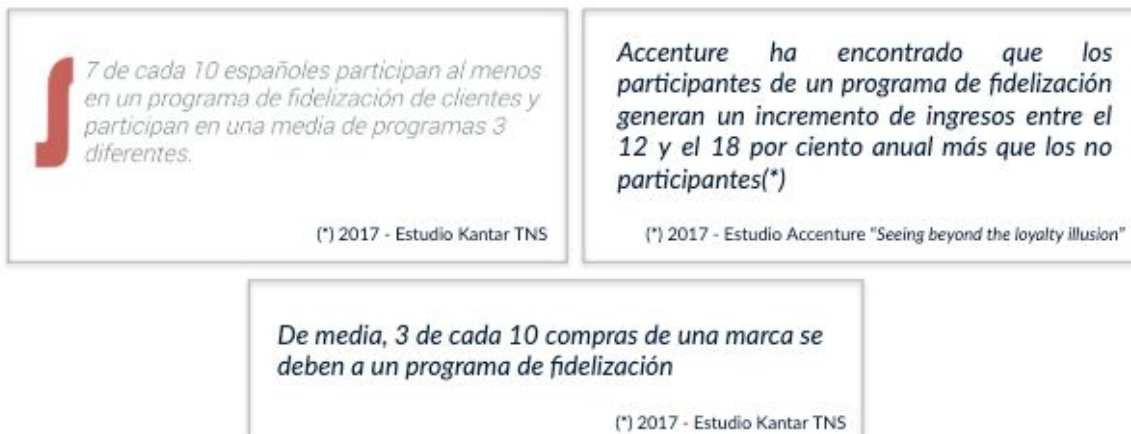 7 de cada 10 españoles participan al menos
en un programa de fidelización de clientes y
participan en una media de programas 3
diferentes.
(*) 2017 - Estudio Kantar TNS
Accenture ha encontrado que los
participantes de un programa de fidelización
generan un incremento de ingresos entre el
12 y el 18 por ciento anual más que los no
participantes(*)
(*) 2017 - Estudio Accenture "Seeing beyond the loyalty illusion"
De media, 3 de cada 10 compras de una marca se
deben a un programa de fidelización
(*) 2017 - Estudio Kantar TNS